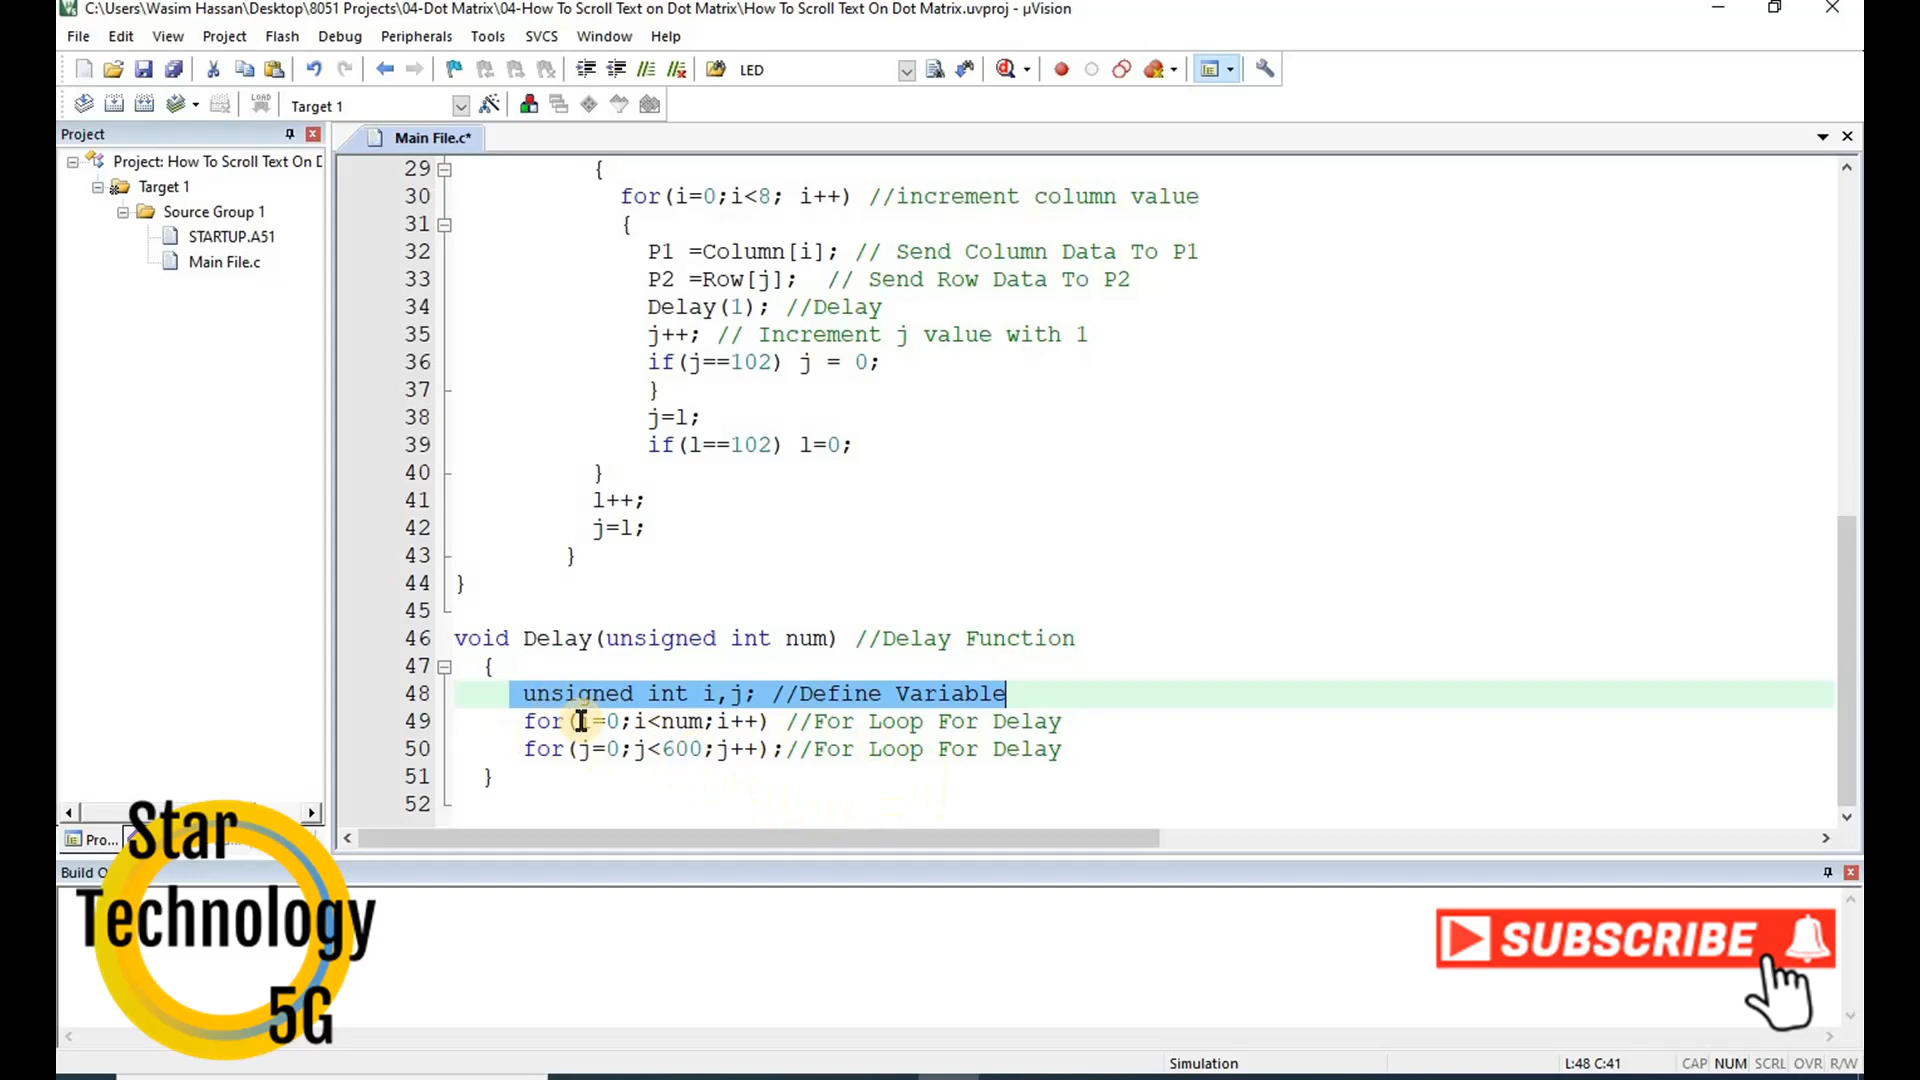 C:\Users\Wasim Hassan\Desktop\8051 Projects\04-Dot Matrix\04-How To Scroll Text on Dot Matrix\How To Scroll Text On Dot Matrix.uvproj - µVision
File Edit View Project Flash Debug Peripherals Tools SVCS Window Help
LED
LOAD Target 1
Project
Main File.c*
Project: How To Scroll Text On D
Target 1
Source Group 1
STARTUP.A51
Main File.c
29 {
30 for(i=0;i<8; i++) //increment column value
31 {
32 P1 =Column[i]; // Send Column Data To P1
33 P2 =Row[j]; // Send Row Data To P2
34 Delay(1); //Delay
35 j++; // Increment j value with 1
36 if(j==102) j = 0;
37 }
38 j=l;
39 if(l==102) l=0;
40 }
41 l++;
42 j=l;
43 }
44 }
45
46 void Delay(unsigned int num) //Delay Function
47 {
48 unsigned int i,j; //Define Variable
49 for(i=0;i<num;i++) //For Loop For Delay
50 for(j=0;j<600;j++);//For Loop For Delay
51 }
52
Pro...
Build O
Star
Technology
5G
SUBSCRIBE
Simulation L:48 C:41 CAP NUM SCRL OVR R/W